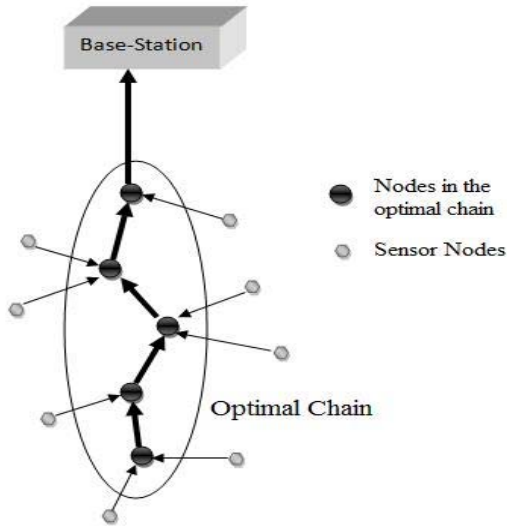 Base-Station
Nodes in the
optimal chain
Sensor Nodes
Optimal Chain